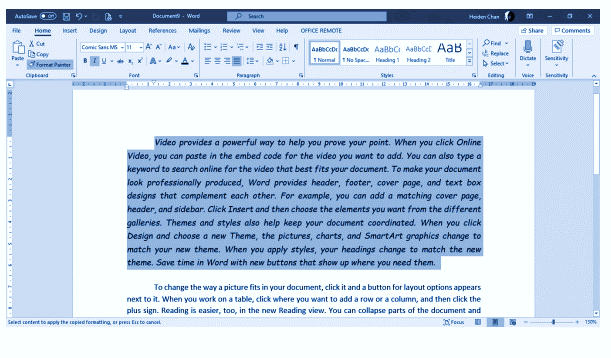 AutoSave Off Document9 - Word Search Heiden Chan
File Home Insert Design Layout References Mailings Review View Help OFFICE REMOTE Share Comments
Paste Cut Copy Format Painter Comic Sans MS 11 AaBbCcDc AaBbCcDc AaBbCc AaBbCcC AaB Find Replace Select Dictate Sensitivity
1 Normal 1 No Spac... Heading 1 Heading 2 Title
Clipboard Font Paragraph Styles Editing Voice Sensitivity
Video provides a powerful way to help you prove your point. When you click Online
Video, you can paste in the embed code for the video you want to add. You can also type a
keyword to search online for the video that best fits your document. To make your document
look professionally produced, Word provides header, footer, cover page, and text box
designs that complement each other. For example, you can add a matching cover page,
header, and sidebar. Click Insert and then choose the elements you want from the different
galleries. Themes and styles also help keep your document coordinated. When you click
Design and choose a new Theme, the pictures, charts, and SmartArt graphics change to
match your new theme. When you apply styles, your headings change to match the new
theme. Save time in Word with new buttons that show up where you need them.
To change the way a picture fits in your document, click it and a button for layout options appears
next to it. When you work on a table, click where you want to add a row or a column, and then click the
plus sign. Reading is easier, too, in the new Reading view. You can collapse parts of the document and
Select content to apply the copied formatting, or press Esc to cancel. Focus 130%